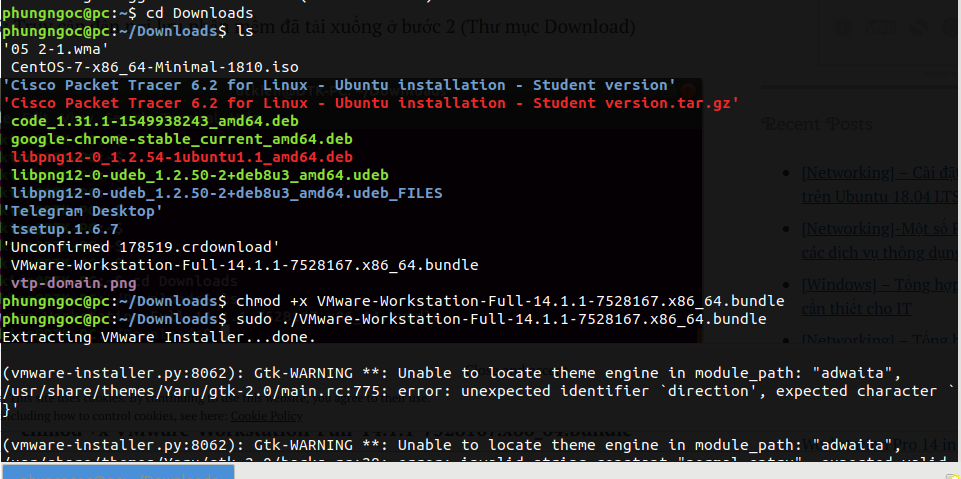 phungngoc@pc:~$ cd Downloads
phungngoc@pc:~/Downloads$ ls
mềm đã tải xuống ở bước 2 (Thư mục Download)
'05 2-1.wma'
CentOS-7-x86_64-Minimal-1810.iso
'Cisco Packet Tracer 6.2 for Linux - Ubuntu installation - Student version'
'Cisco Packet Tracer 6.2 for Linux - Ubuntu installation - Student version.tar.gz'
code_1.31.1-1549938243_amd64.deb
google-chrome-stable_current_amd64.deb
libpng12-0_1.2.54-1ubuntu1.1_amd64.deb
libpng12-0-udeb_1.2.50-2+deb8u3_amd64.udeb
libpng12-0-udeb_1.2.50-2+deb8u3_amd64.udeb_FILES
'Telegram Desktop'
tsetup.1.6.7
'Unconfirmed 178519.crdownload'
VMware-Workstation-Full-14.1.1-7528167.x86_64.bundle
vtp-domain.png
phungngoc@pc:~/Downloads$ chmod +x VMware-Workstation-Full-14.1.1-7528167.x86_64.bundle
phungngoc@pc:~/Downloads$ sudo ./VMware-Workstation-Full-14.1.1-7528167.x86_64.bundle
Extracting VMware Installer...done.
(vmware-installer.py:8062): Gtk-WARNING **: Unable to locate theme engine in module_path: "adwaita",
/usr/share/themes/Yaru/gtk-2.0/main.rc:775: error: unexpected identifier `direction', expected character `
}'
cluding how to control cookies, see here: Cookie Policy
(vmware-installer.py:8062): Gtk-WARNING **: Unable to locate theme engine in module_path: "adwaita",
Recent Posts
[Networking] – Cài đặ
trên Ubuntu 18.04 LTS
[Networking]-Một số
các dịch vụ thông dụn
[Windows] – Tổng hợ
cần thiết cho IT
[Networking] – Tổng
Pro 14 in